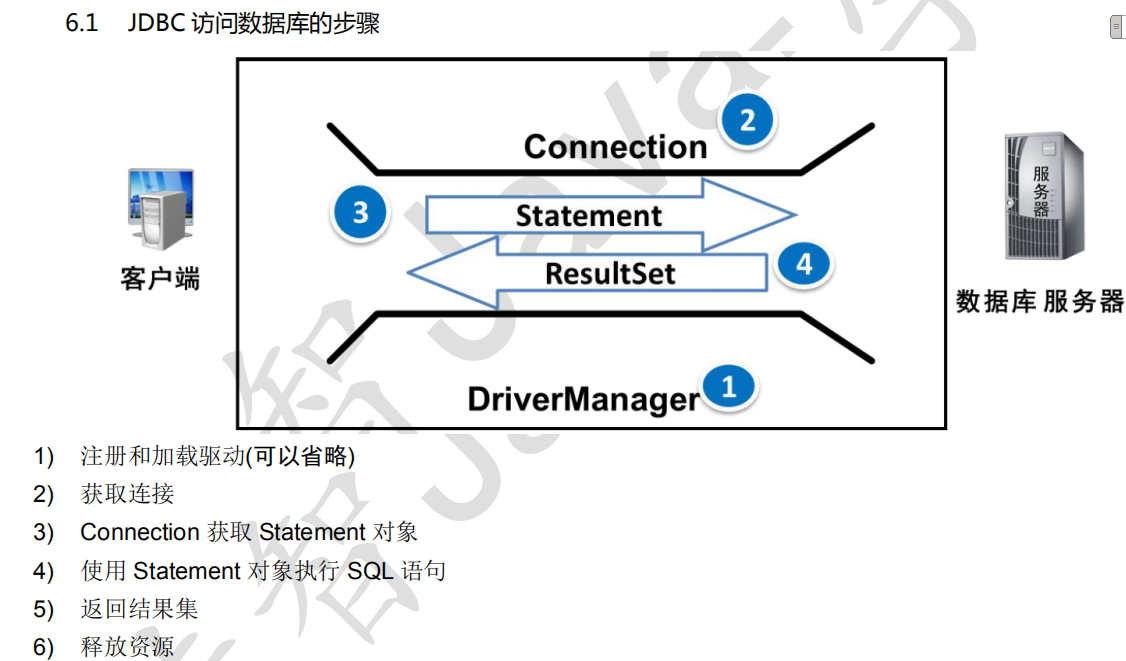 6.1 JDBC 访问数据库的步骤
Connection
2
服务器
3
Statement
ResultSet
4
客户端
数据库 服务器
DriverManager
1
1) 注册和加载驱动(可以省略)
2) 获取连接
3) Connection 获取 Statement 对象
4) 使用 Statement 对象执行 SQL 语句
5) 返回结果集
6) 释放资源